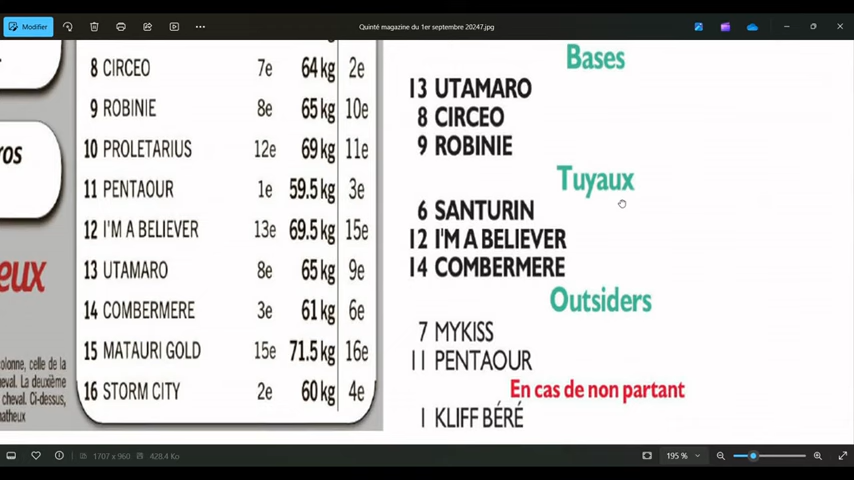 Modifier
Quinté magazine du 1er septembre 20247.jpg
ros
eux
olonne, celle de la
heval. La deuxième
cheval. Ci-dessus,
natheux
8 CIRCEO 7e 64 kg 2e
9 ROBINIE 8e 65 kg 10e
10 PROLETARIUS 12e 69 kg 11e
11 PENTAOUR 1e 59.5 kg 3e
12 I'M A BELIEVER 13e 69.5 kg 15e
13 UTAMARO 8e 65 kg 9e
14 COMBERMERE 3e 61 kg 6e
15 MATAURI GOLD 15e 71.5 kg 16e
16 STORM CITY 2e 60 kg 4e
Bases
13 UTAMARO
8 CIRCEO
9 ROBINIE
Tuyaux
6 SANTURIN
12 I'M A BELIEVER
14 COMBERMERE
Outsiders
7 MYKISS
11 PENTAOUR
En cas de non partant
1 KLIFF BÉRÉ
1707 x 960 428.4 Ko 195 %